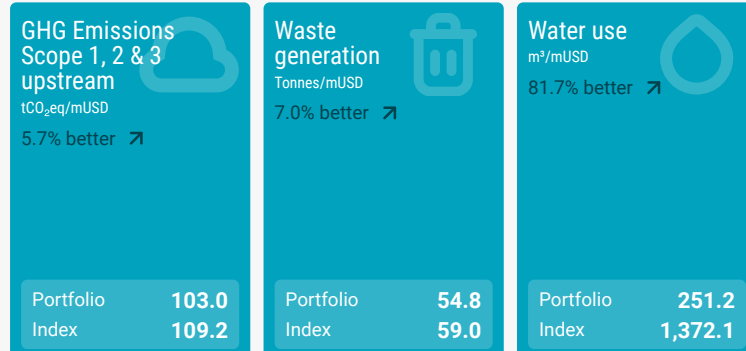 GHG Emissions
Scope 1, 2 & 3
upstream
tCO₂eq/mUSD
5.7% better
Portfolio 103.0
Index 109.2
Waste
generation
Tonnes/mUSD
7.0% better
Portfolio 54.8
Index 59.0
Water use
m³/mUSD
81.7% better
Portfolio 251.2
Index 1,372.1